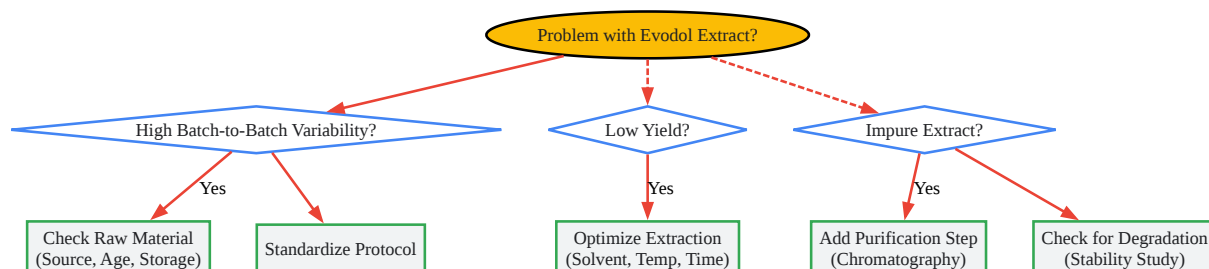 Problem with Evodol Extract?
High Batch-to-Batch Variability?
Low Yield?
Impure Extract?
Yes
Yes
Yes
Check Raw Material
(Source, Age, Storage)
Standardize Protocol
Optimize Extraction
(Solvent, Temp, Time)
Add Purification Step
(Chromatography)
Check for Degradation
(Stability Study)